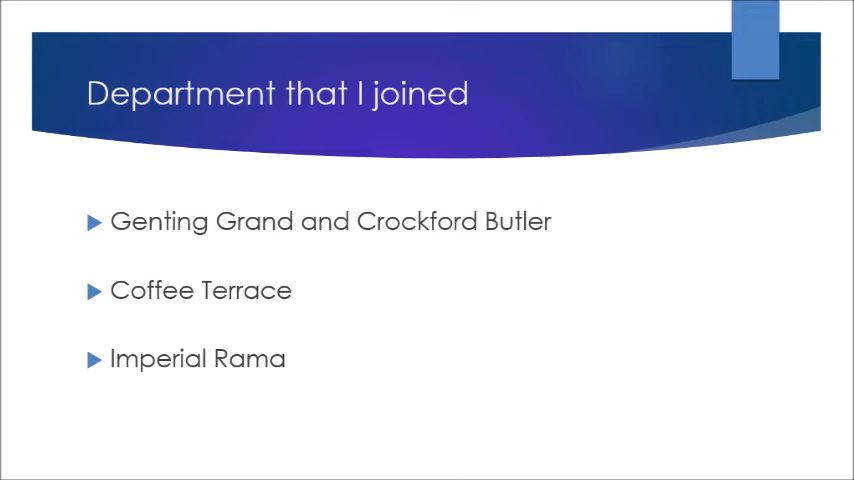 Department that I joined
Genting Grand and Crockford Butler
Coffee Terrace
Imperial Rama